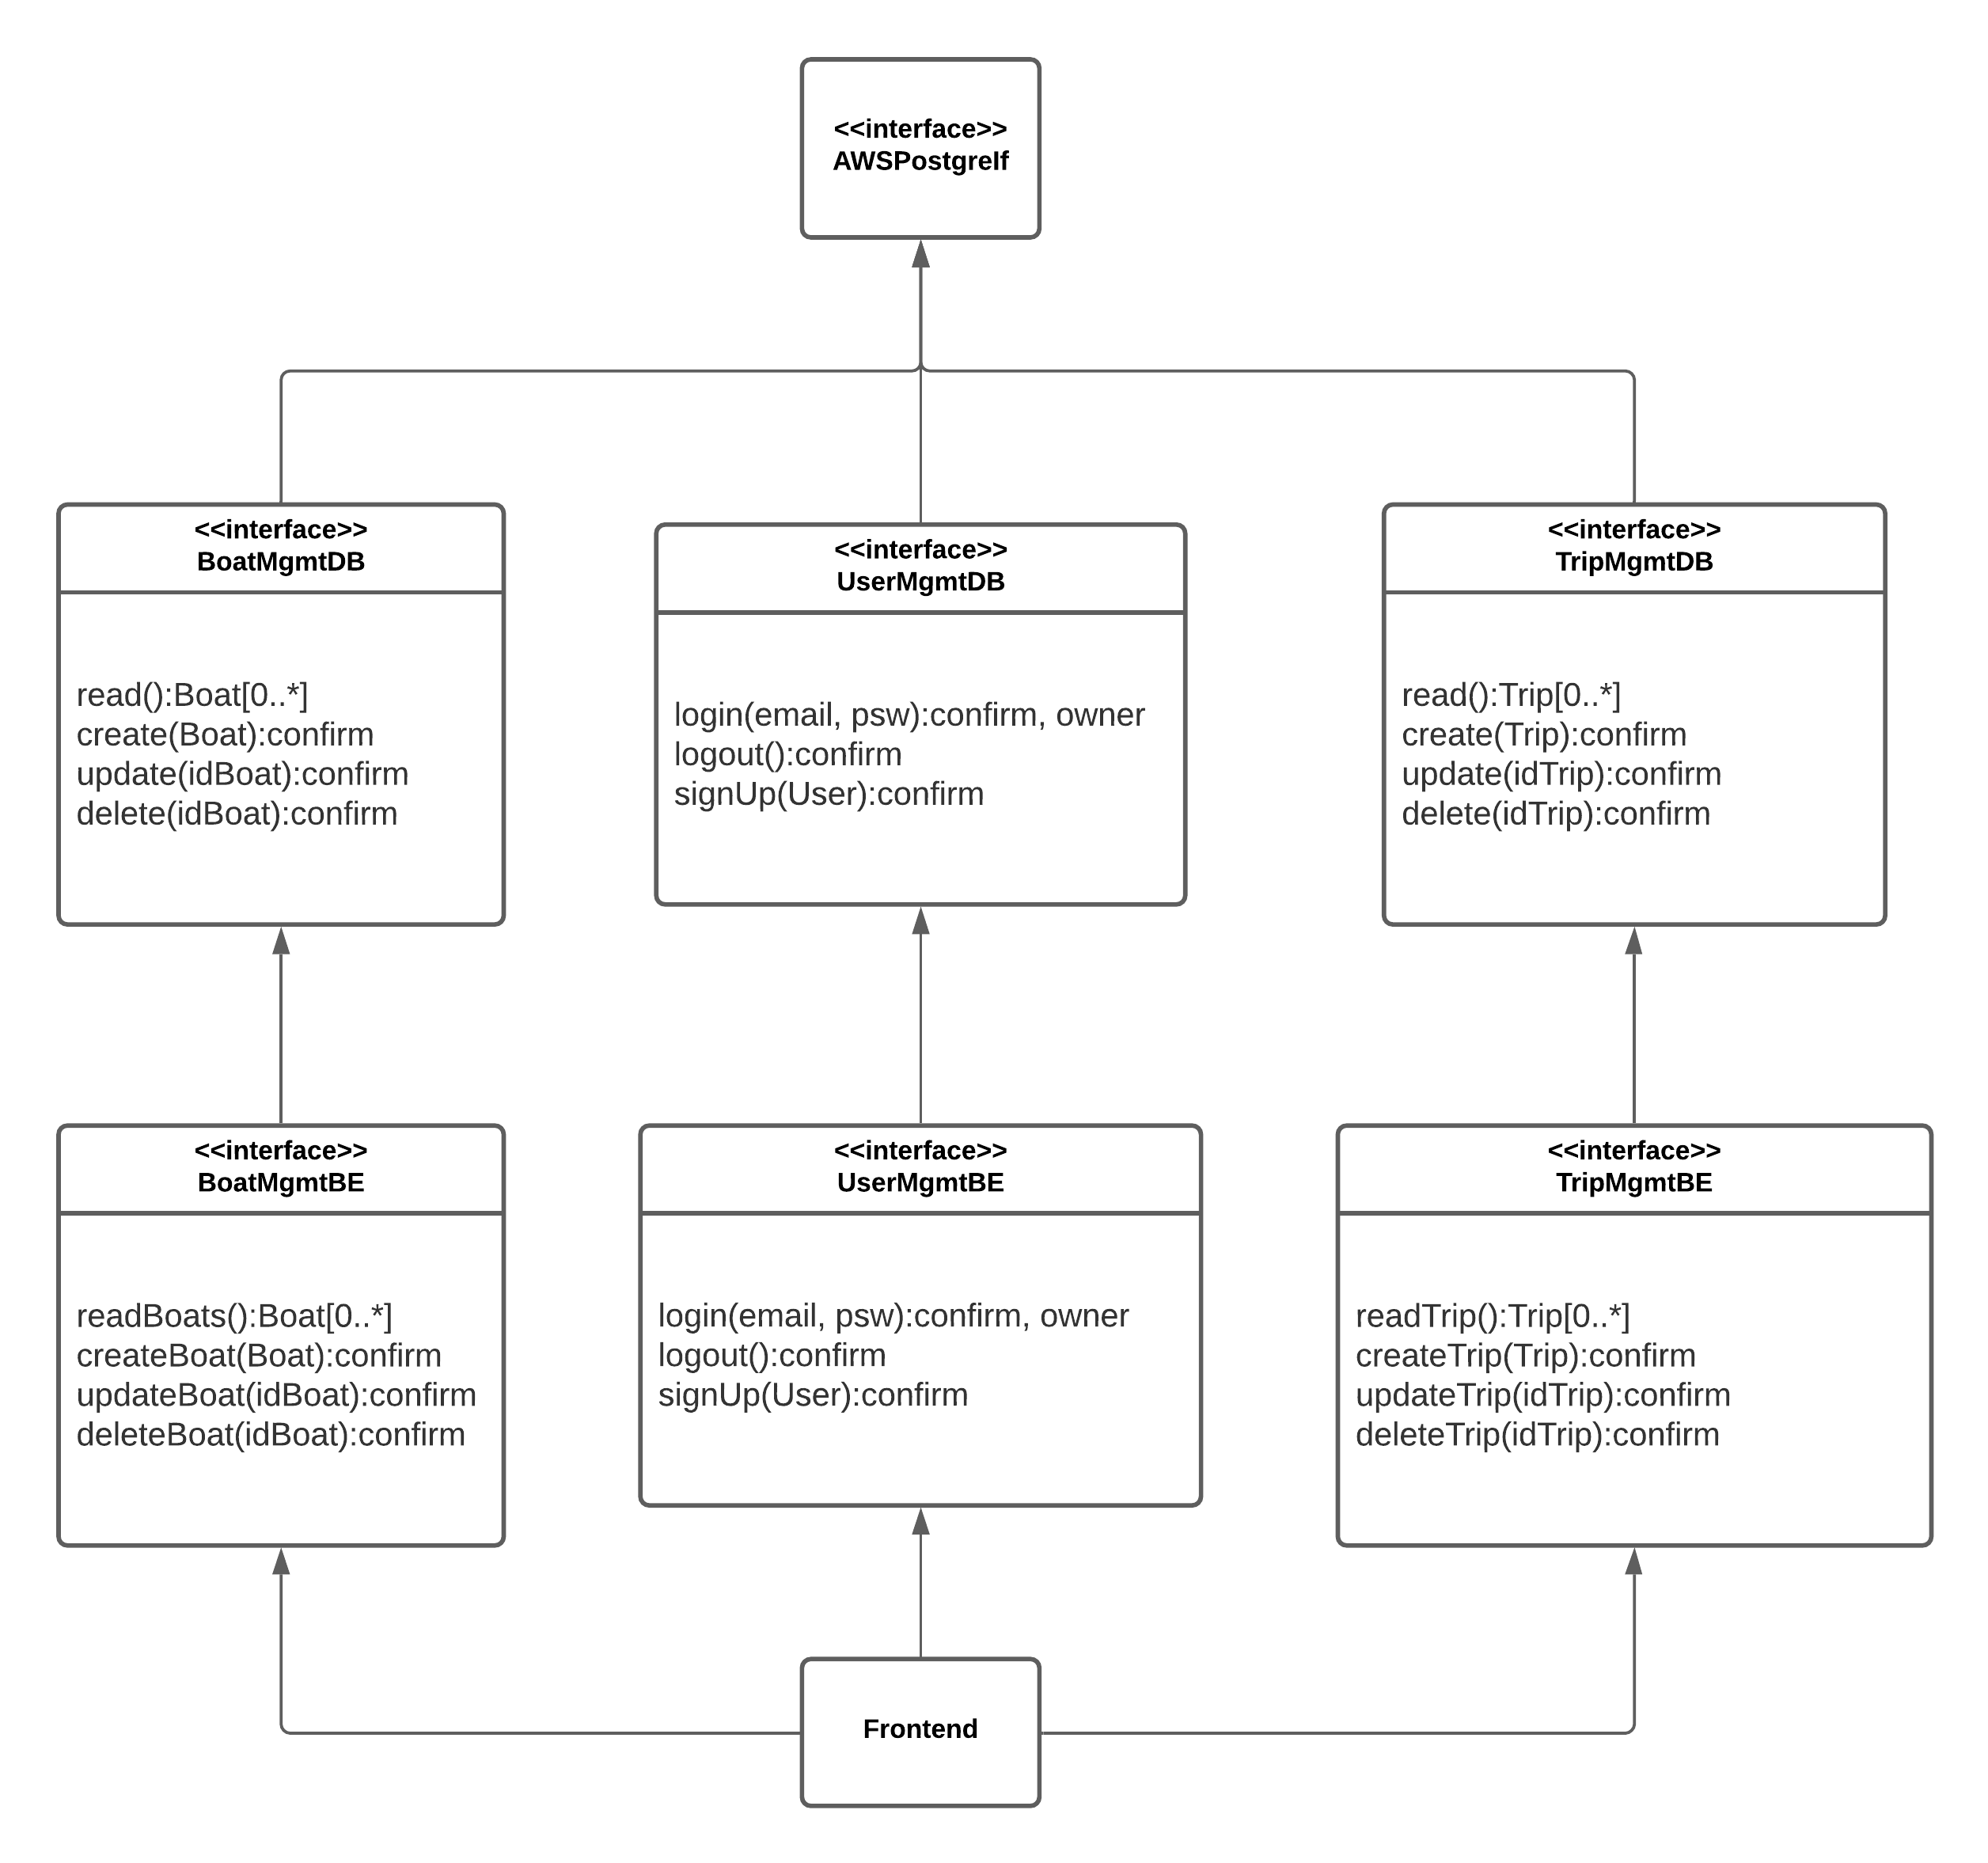 <<interface>>
AWSPostgreIf
<<interface>>
BoatMgmtDB
read():Boat[0..*]
create(Boat):confirm
update(idBoat):confirm
delete(idBoat):confirm
<<interface>>
UserMgmtDB
login(email, psw):confirm, owner
logout():confirm
signUp(User):confirm
<<interface>>
TripMgmtDB
read():Trip[0..*]
create(Trip):confirm
update(idTrip):confirm
delete(idTrip):confirm
<<interface>>
BoatMgmtBE
readBoats():Boat[0..*]
createBoat(Boat):confirm
updateBoat(idBoat):confirm
deleteBoat(idBoat):confirm
<<interface>>
UserMgmtBE
login(email, psw):confirm, owner
logout():confirm
signUp(User):confirm
<<interface>>
TripMgmtBE
readTrip():Trip[0..*]
createTrip(Trip):confirm
updateTrip(idTrip):confirm
deleteTrip(idTrip):confirm
Frontend